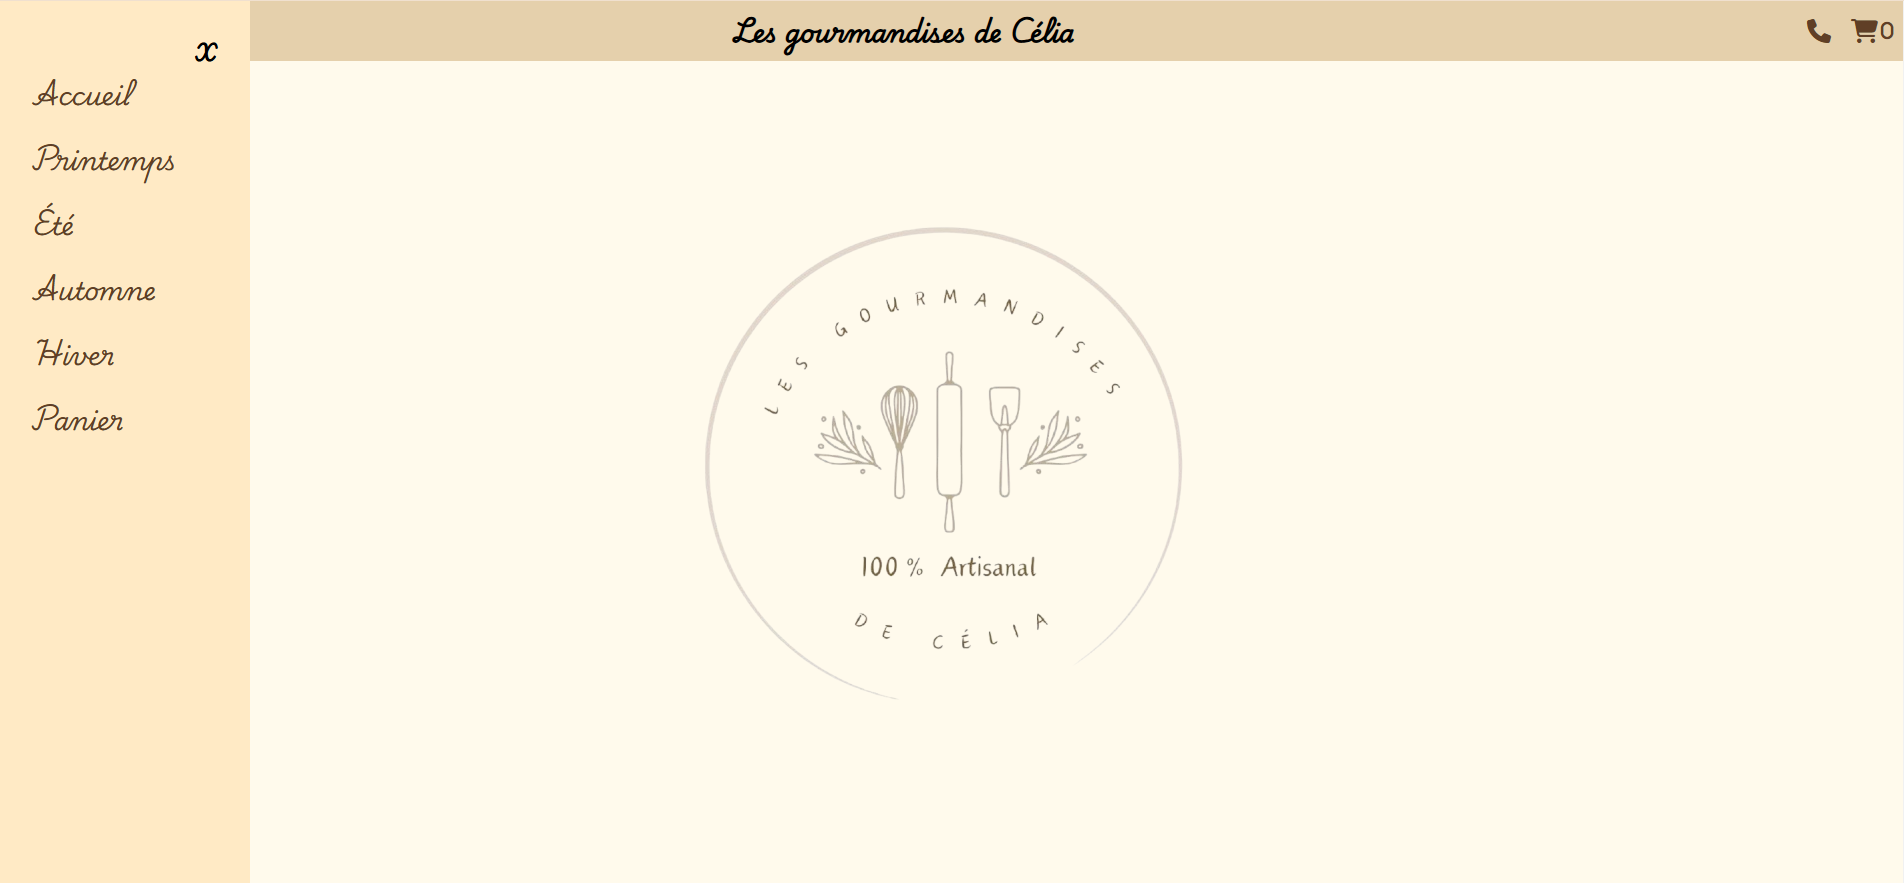 x
Accueil
Printemps
Été
Automne
Hiver
Panier
Les gourmandises de Célia
0
LES GOURMANDISES
100 % Artisanal
DE CÉLIA